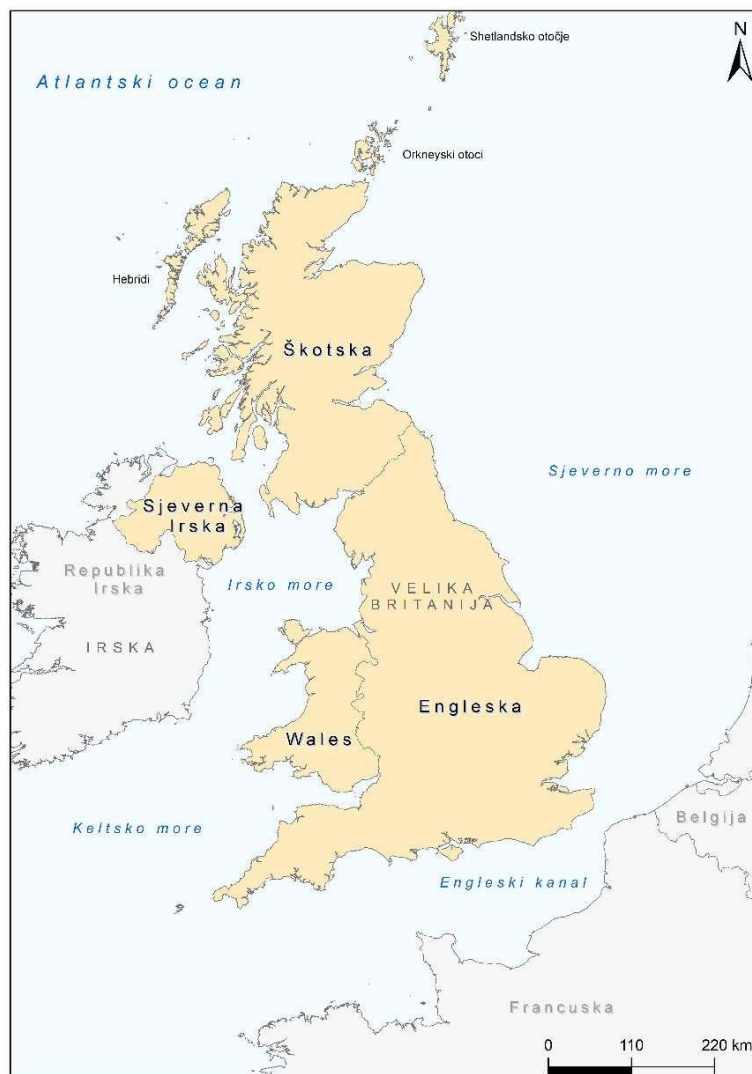 Shetlandsko otočje
N
Atlantski ocean
Orkneyski otoci
Hebridi
Škotska
Sjeverno more
Sjeverna
Irska
Republika
Irska
Irsko more
VELIKA
BRITANIJA
IRSKA
Engleska
Wales
Keltsko more
Belgija
Engleski kanal
Francuska
0 110 220 km